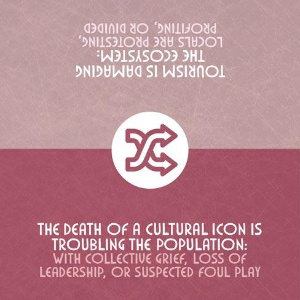 TOURISM IS DAMAGING
THE ECOSYSTEM:
LOCALS ARE PROTESTING,
PROFITING, OR DIVIDED
THE DEATH OF A CULTURAL ICON IS
TROUBLING THE POPULATION:
WITH COLLECTIVE GRIEF, LOSS OF
LEADERSHIP, OR SUSPECTED FOUL PLAY